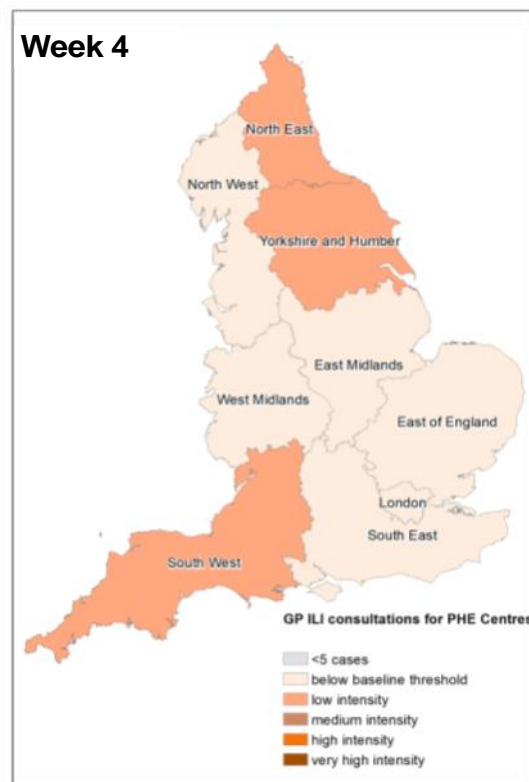 Week 4
North East
North West
Yorkshire and Humber
East Midlands
West Midlands
East of England
London
South East
South West
GP ILI consultations for PHE Centres
<5 cases
below baseline threshold
low intensity
medium intensity
high intensity
very high intensity